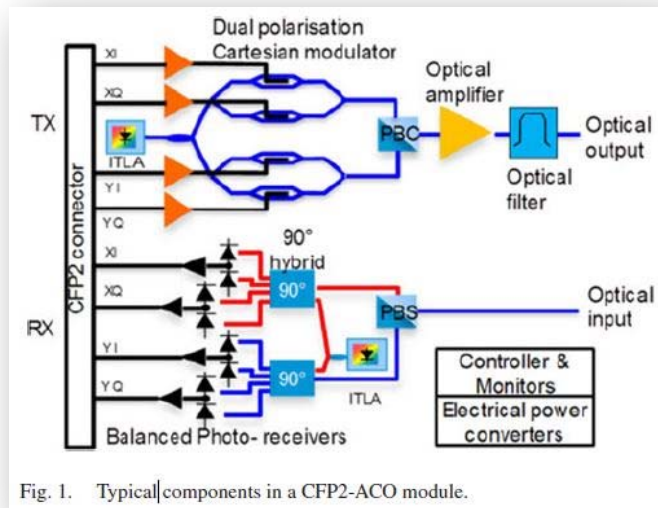 Dual polarisation
Cartesian modulator
XI
XQ
TX
ITLA
YI
YQ
CFP2 connector
PBC
Optical
amplifier
Optical
filter
Optical
output
90°
hybrid
XI
XQ
RX
YI
YQ
90°
90°
PBS
ITLA
Optical
input
Controller &
Monitors
Electrical power
converters
Balanced Photo- receivers
Fig. 1. Typical components in a CFP2-ACO module.